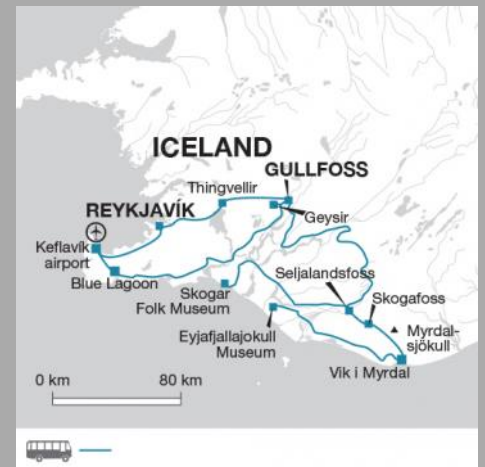 ICELAND
GULLFOSS
Thingvellir
REYKJAVÍK
Geysir
Keflavik
airport
Blue Lagoon
Seljalandsfoss
Skogar
Folk Museum
Skogafoss
Eyjafjallajokull
Museum
Myrdal-
sjökull
Vik i Myrdal
0 km
80 km